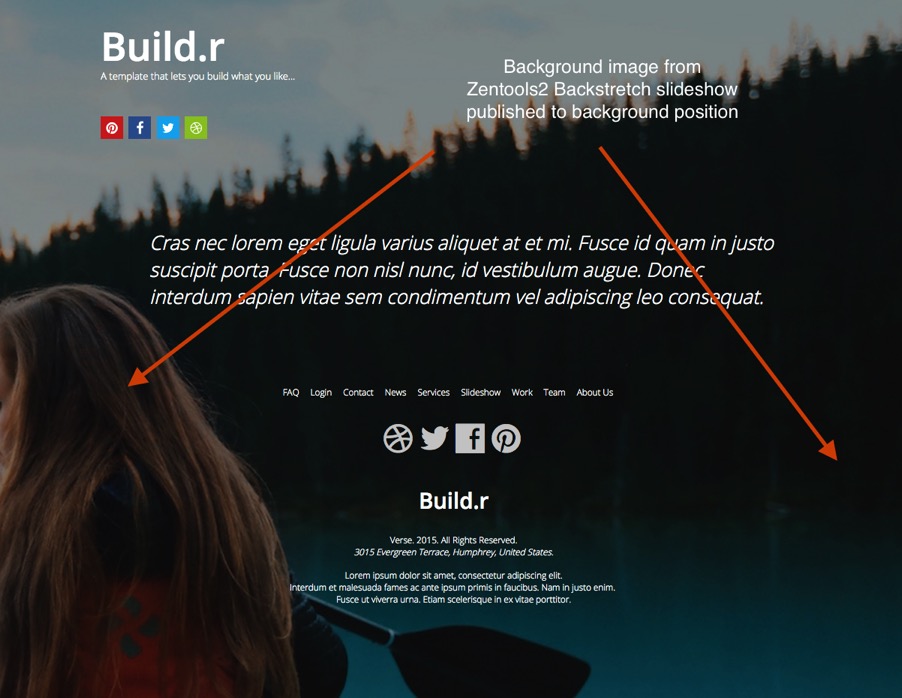 Build.r
A template that lets you build what you like...
Background image from
Zentools2 Backstretch slideshow
published to background position
Cras nec lorem eget ligula varius aliquet at et mi. Fusce id quam in justo
suscipit porta. Fusce non nisl nunc, id vestibulum augue. Donec
interdum sapien vitae sem condimentum vel adipiscing leo consequat.
FAQ Login Contact News Services Slideshow Work Team About Us
Build.r
Verse. 2015. All Rights Reserved.
3015 Evergreen Terrace, Humphrey, United States.
Lorem ipsum dolor sit amet, consectetur adipiscing elit.
Interdum et malesuada fames ac ante ipsum primis in faucibus. Nam in justo enim.
Fusce ut viverra urna. Etiam scelerisque in ex vitae porttitor.